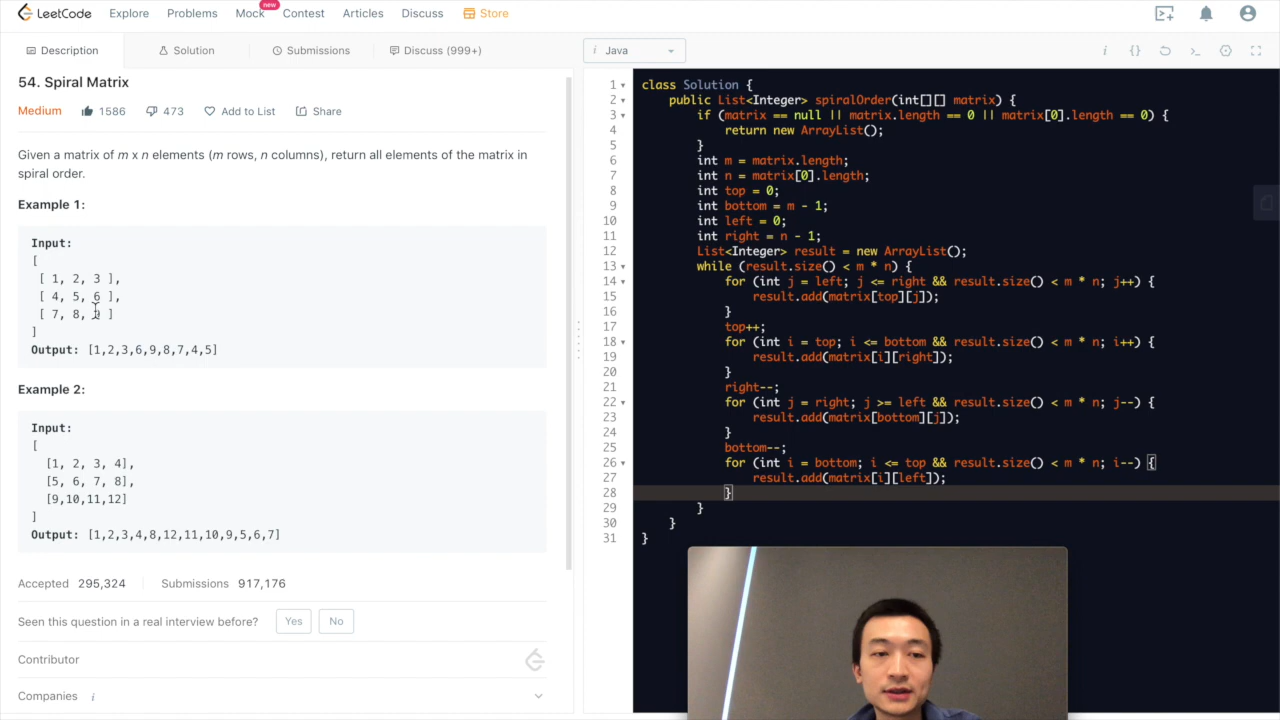 LeetCode Explore Problems Mock new Contest Articles Discuss Store
Description Solution Submissions Discuss (999+)
i Java
54. Spiral Matrix
Medium 1586 473 Add to List Share
Given a matrix of m x n elements (m rows, n columns), return all elements of the matrix in
spiral order.
Example 1:
Input:
[
[ 1, 2, 3 ],
[ 4, 5, 6 ],
[ 7, 8, 9 ]
]
Output: [1,2,3,6,9,8,7,4,5]
Example 2:
Input:
[
[1, 2, 3, 4],
[5, 6, 7, 8],
[9,10,11,12]
]
Output: [1,2,3,4,8,12,11,10,9,5,6,7]
Accepted 295,324 Submissions 917,176
Seen this question in a real interview before? Yes No
Contributor
Companies i
1 class Solution {
2 public List<Integer> spiralOrder(int[][] matrix) {
3 if (matrix == null || matrix.length == 0 || matrix[0].length == 0) {
4 return new ArrayList();
5 }
6 int m = matrix.length;
7 int n = matrix[0].length;
8 int top = 0;
9 int bottom = m - 1;
10 int left = 0;
11 int right = n - 1;
12 List<Integer> result = new ArrayList();
13 while (result.size() < m * n) {
14 for (int j = left; j <= right && result.size() < m * n; j++) {
15 result.add(matrix[top][j]);
16 }
17 top++;
18 for (int i = top; i <= bottom && result.size() < m * n; i++) {
19 result.add(matrix[i][right]);
20 }
21 right--;
22 for (int j = right; j >= left && result.size() < m * n; j--) {
23 result.add(matrix[bottom][j]);
24 }
25 bottom--;
26 for (int i = bottom; i <= top && result.size() < m * n; i--) {
27 result.add(matrix[i][left]);
28 }
29 }
30 }
31 }